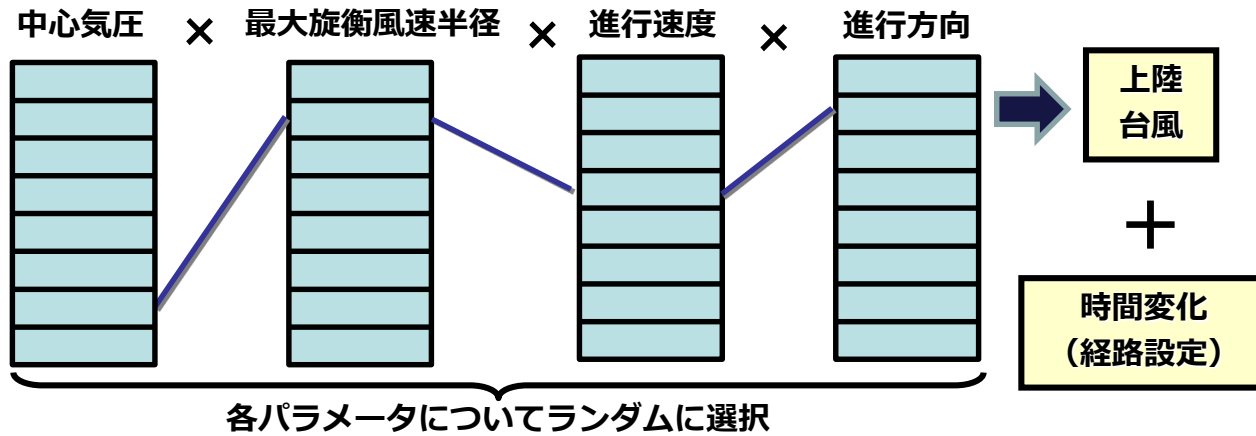 中心気圧 × 最大旋衡風速半径 × 進行速度 × 進行方向
上陸
台風
＋
時間変化
（経路設定）
各パラメータについてランダムに選択